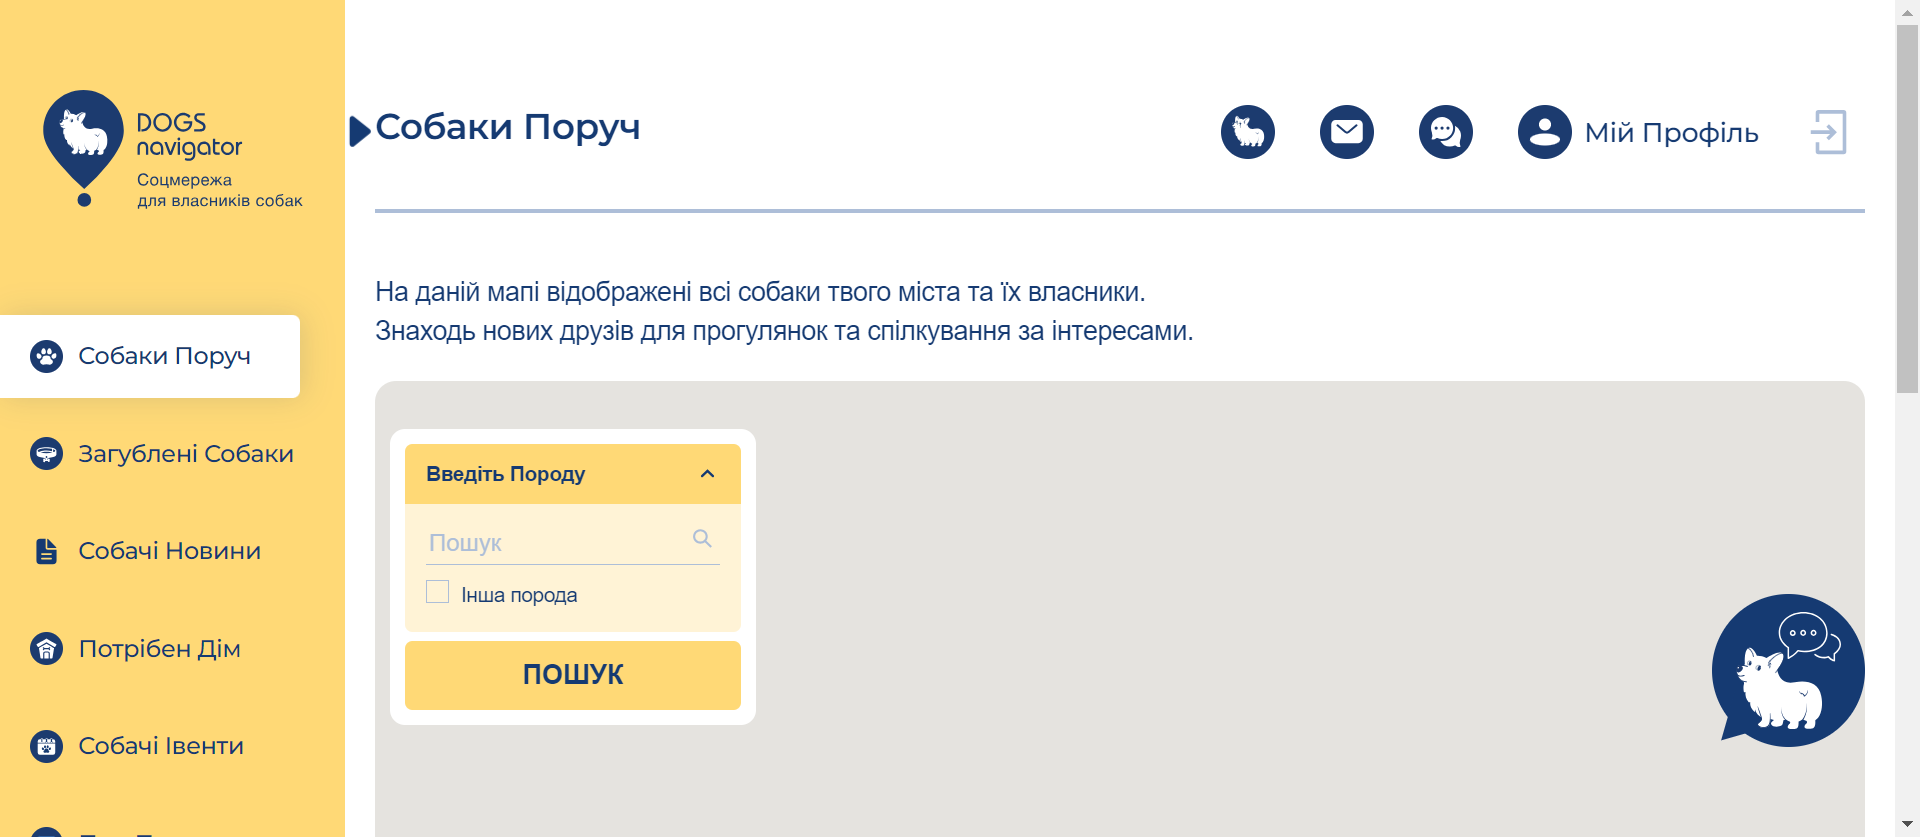 DOGS
navigator
Соцмережа
для власників собак
Собаки Поруч
Мій Профіль
Собаки Поруч
Загублені Собаки
Собачі Новини
Потрібен Дім
Собачі Івенти
На даній мапі відображені всі собаки твого міста та їх власники.
Знаходь нових друзів для прогулянок та спілкування за інтересами.
Введіть Породу
Пошук
Інша порода
ПОШУК